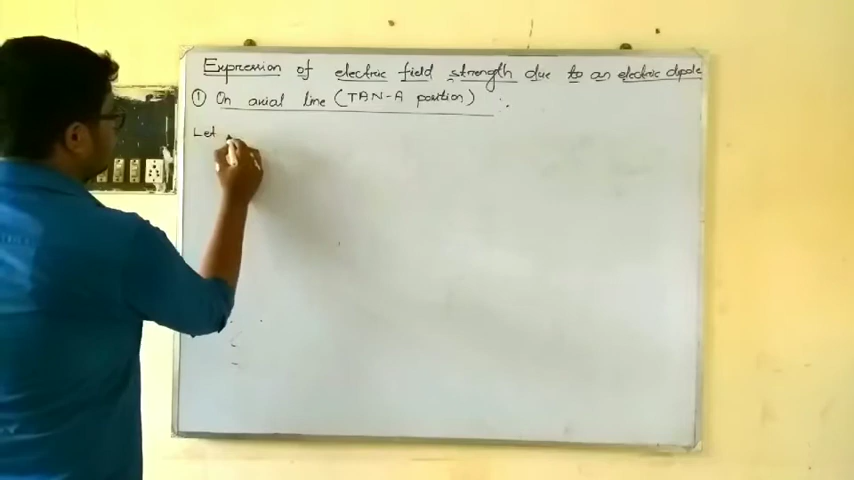 Expression of electric field strength due to an electric dipole
① On axial line (TAN-A position) :.
Let A